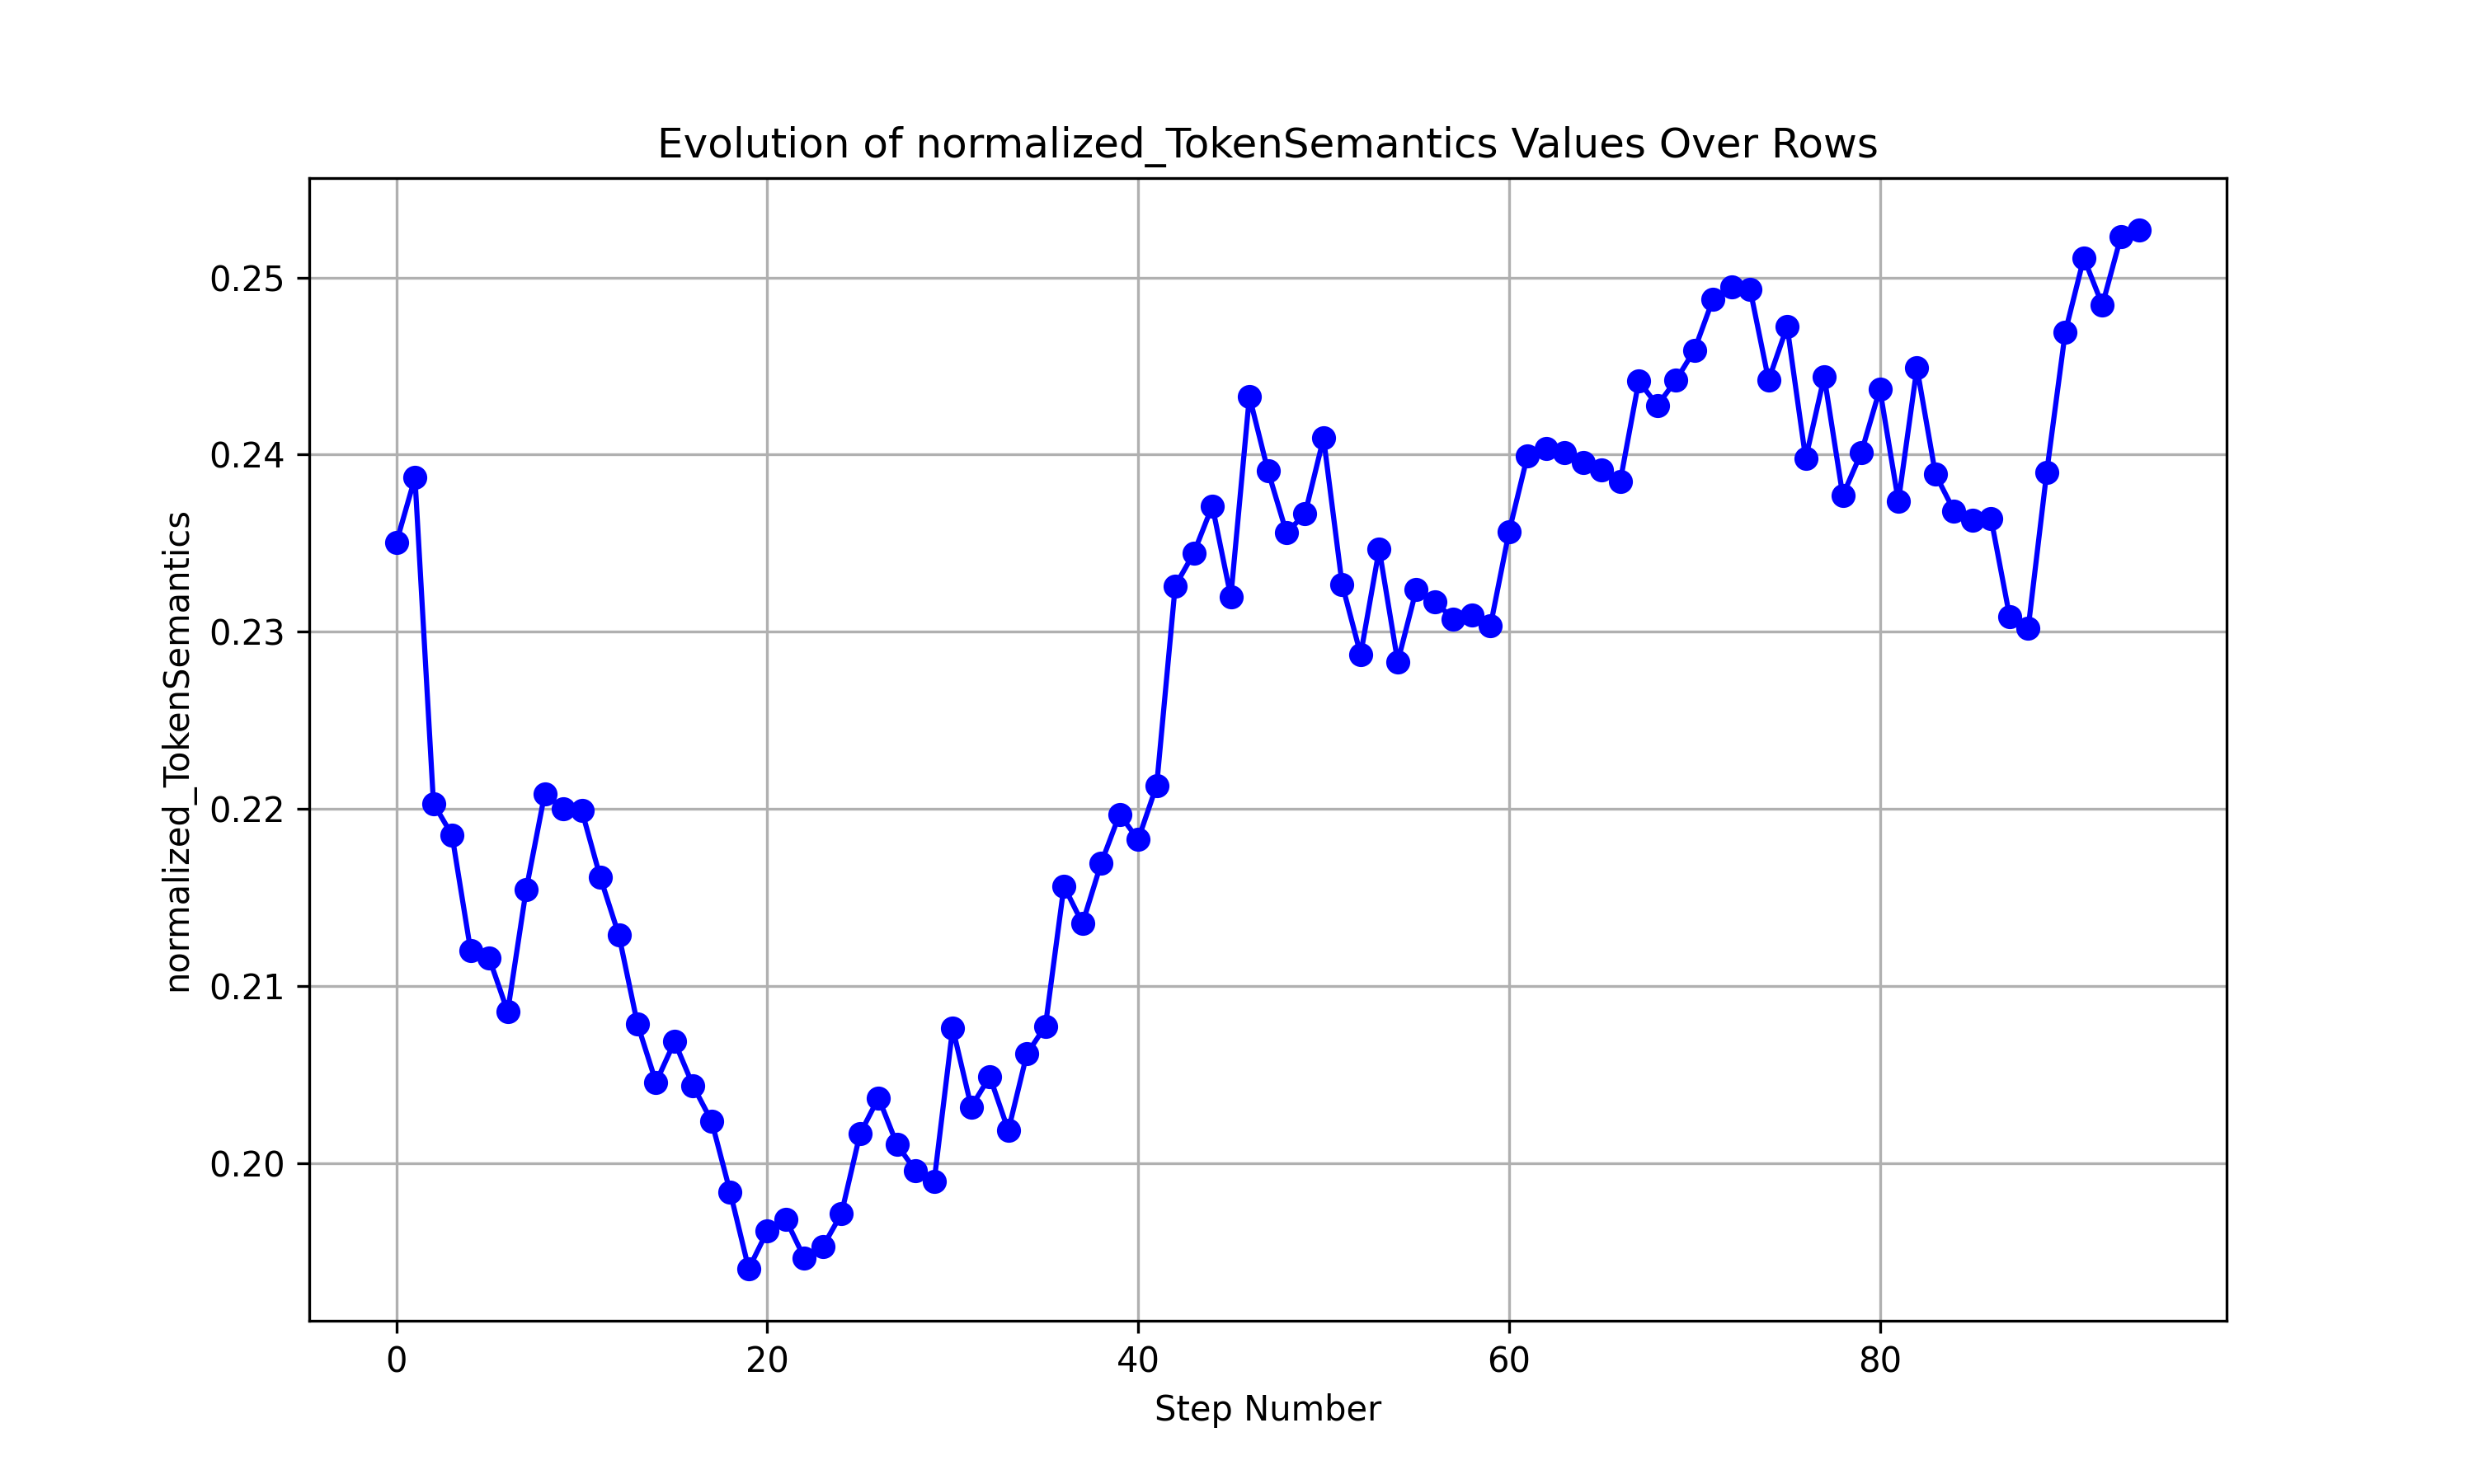 Evolution of normalized_TokenSemantics Values Over Rows
normalized_TokenSemantics
0.25
0.24
0.23
0.22
0.21
0.20
0 20 40 60 80
Step Number